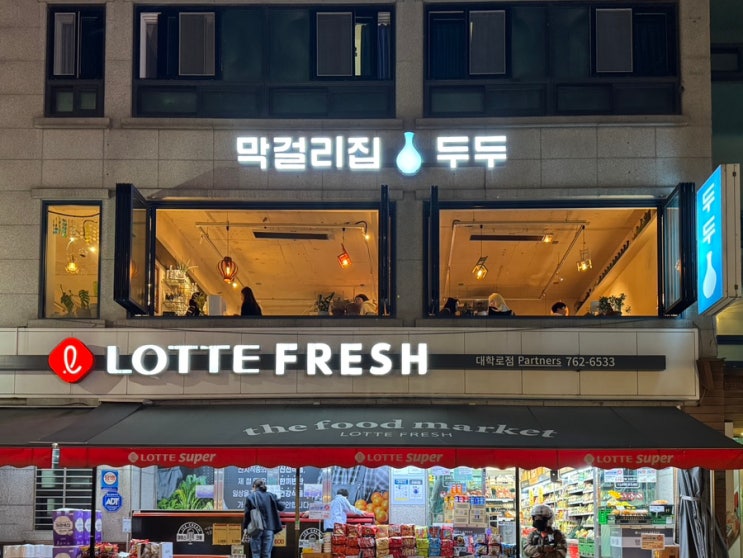 막걸리집 두두
두두
LOTTE FRESH
대학로점 Partners 762-6533
the food market
LOTTE FRESH
LOTTE SUPER
LOTTE SUPER
LOTTE SUPER
ADT